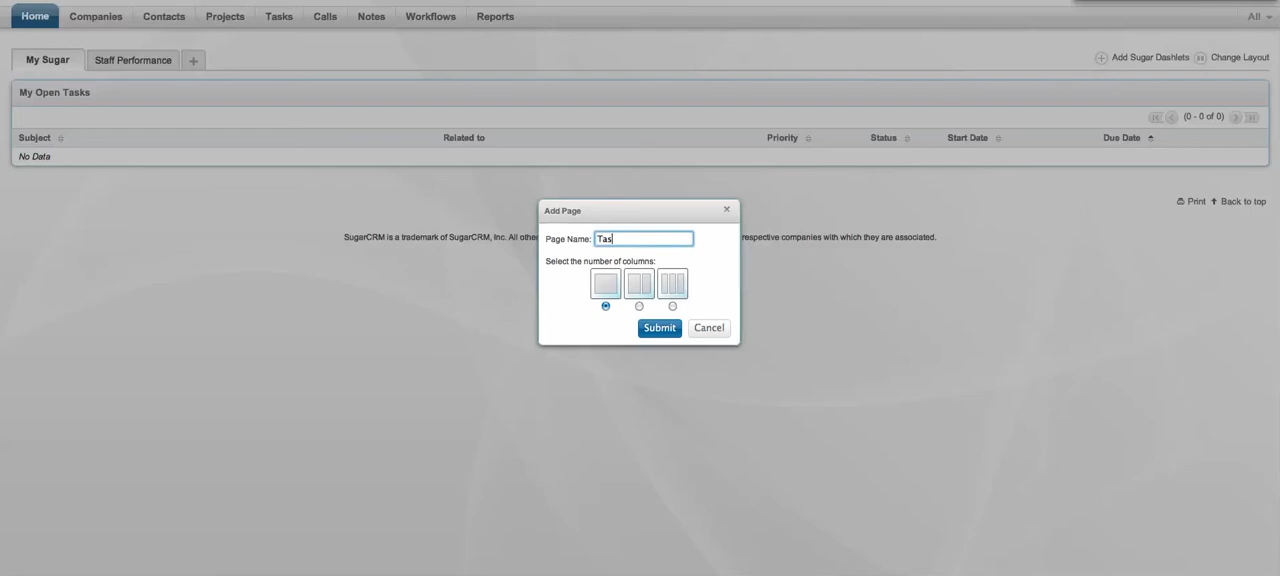 Home Companies Contacts Projects Tasks Calls Notes Workflows Reports All
My Sugar Staff Performance + Add Sugar Dashlets Change Layout
My Open Tasks
(0 - 0 of 0)
Subject Related to Priority Status Start Date Due Date
No Data
Print Back to top
Add Page
SugarCRM is a trademark of SugarCRM, Inc. All othe respective companies with which they are associated.
Page Name: Tas
Select the number of columns:
Submit Cancel